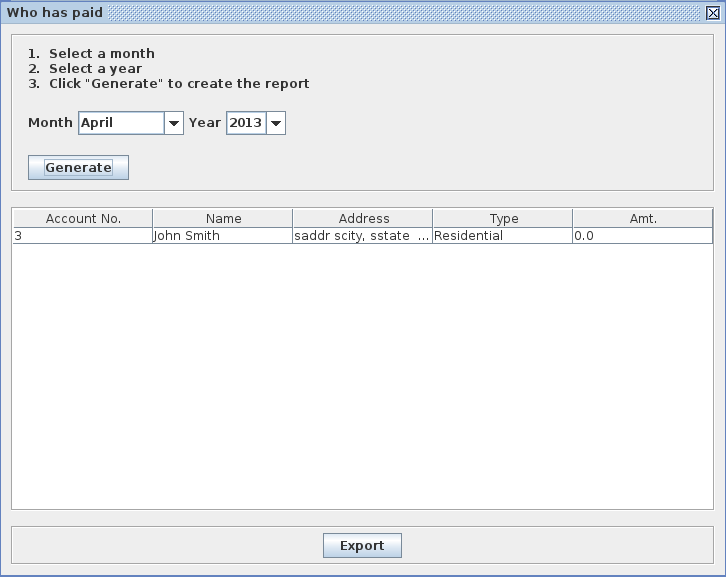 Who has paid
1. Select a month
2. Select a year
3. Click "Generate" to create the report
Month April Year 2013
Generate
Account No. Name Address Type Amt.
3 John Smith saddr scity, sstate ... Residential 0.0
Export